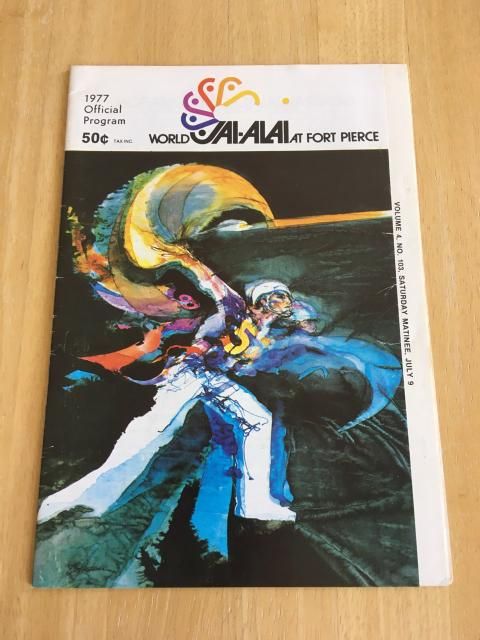 1977
Official
Program
50¢ TAX INC.
WORLD JAI-ALAI AT FORT PIERCE
VOLUME 4, NO. 103, SATURDAY MATINEE, JULY 9